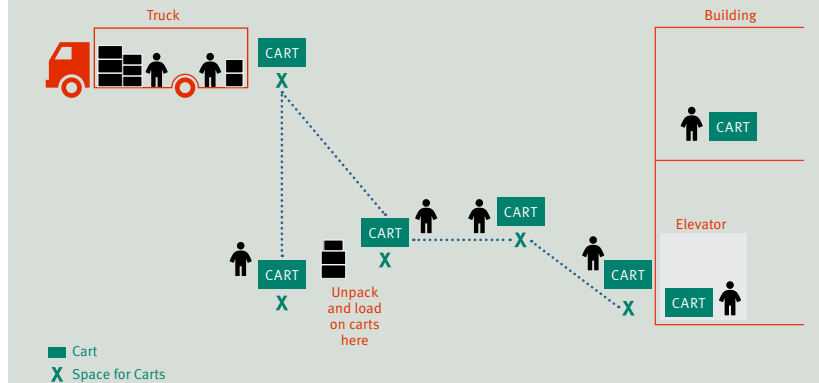 Truck
Building
CART
CART
CART
CART
CART
Elevator
CART
CART
CART
Unpack
and load
on carts
here
Cart
X Space for Carts
X
X
X
X
X